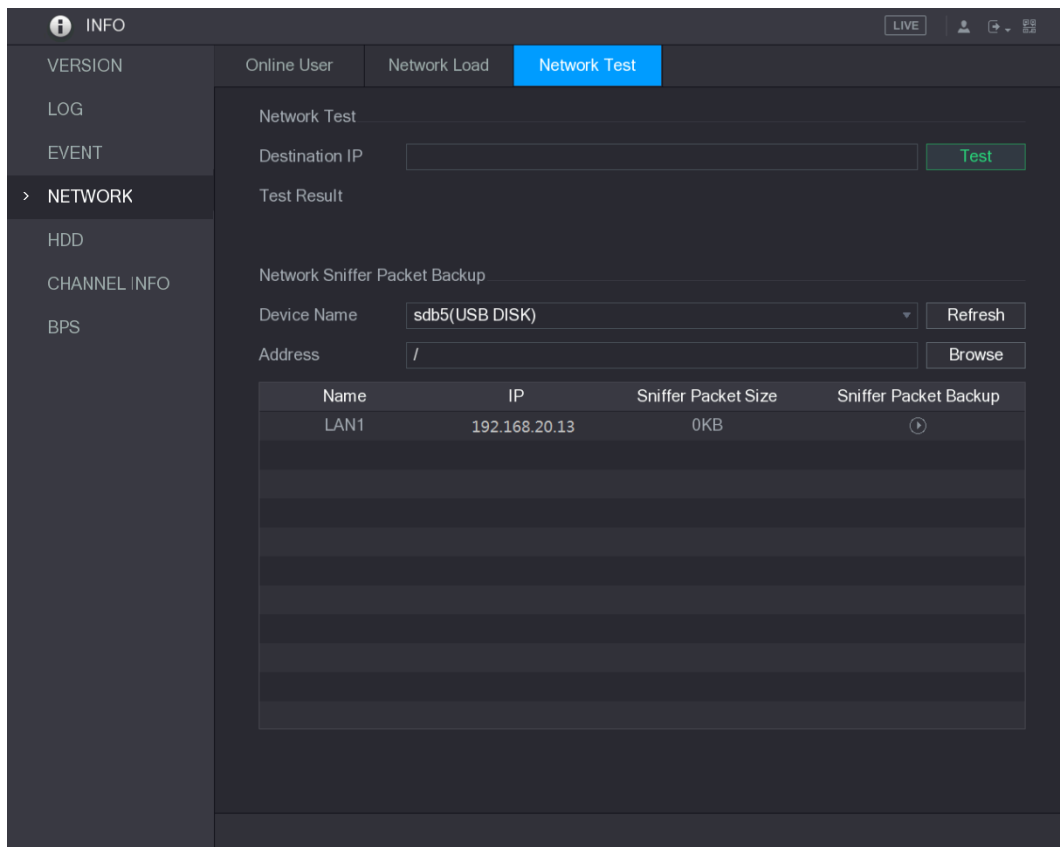 INFO LIVE
VERSION
LOG
EVENT
NETWORK
HDD
CHANNEL INFO
BPS
Online User Network Load Network Test
Network Test
Destination IP Test
Test Result
Network Sniffer Packet Backup
Device Name sdb5(USB DISK) Refresh
Address / Browse
Name IP Sniffer Packet Size Sniffer Packet Backup
LAN1 192.168.20.13 0KB